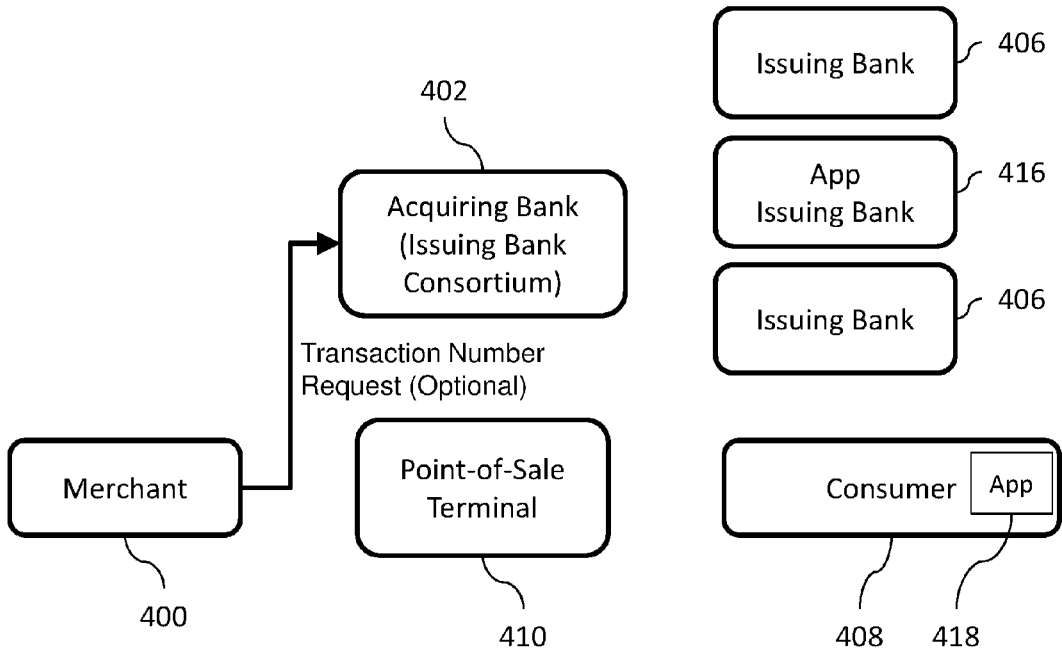 406
Issuing Bank
402
App
Issuing Bank
416
Acquiring Bank
(Issuing Bank
Consortium)
406
Issuing Bank
Transaction Number
Request (Optional)
Merchant
Point-of-Sale
Terminal
Consumer
App
400
410
408
418